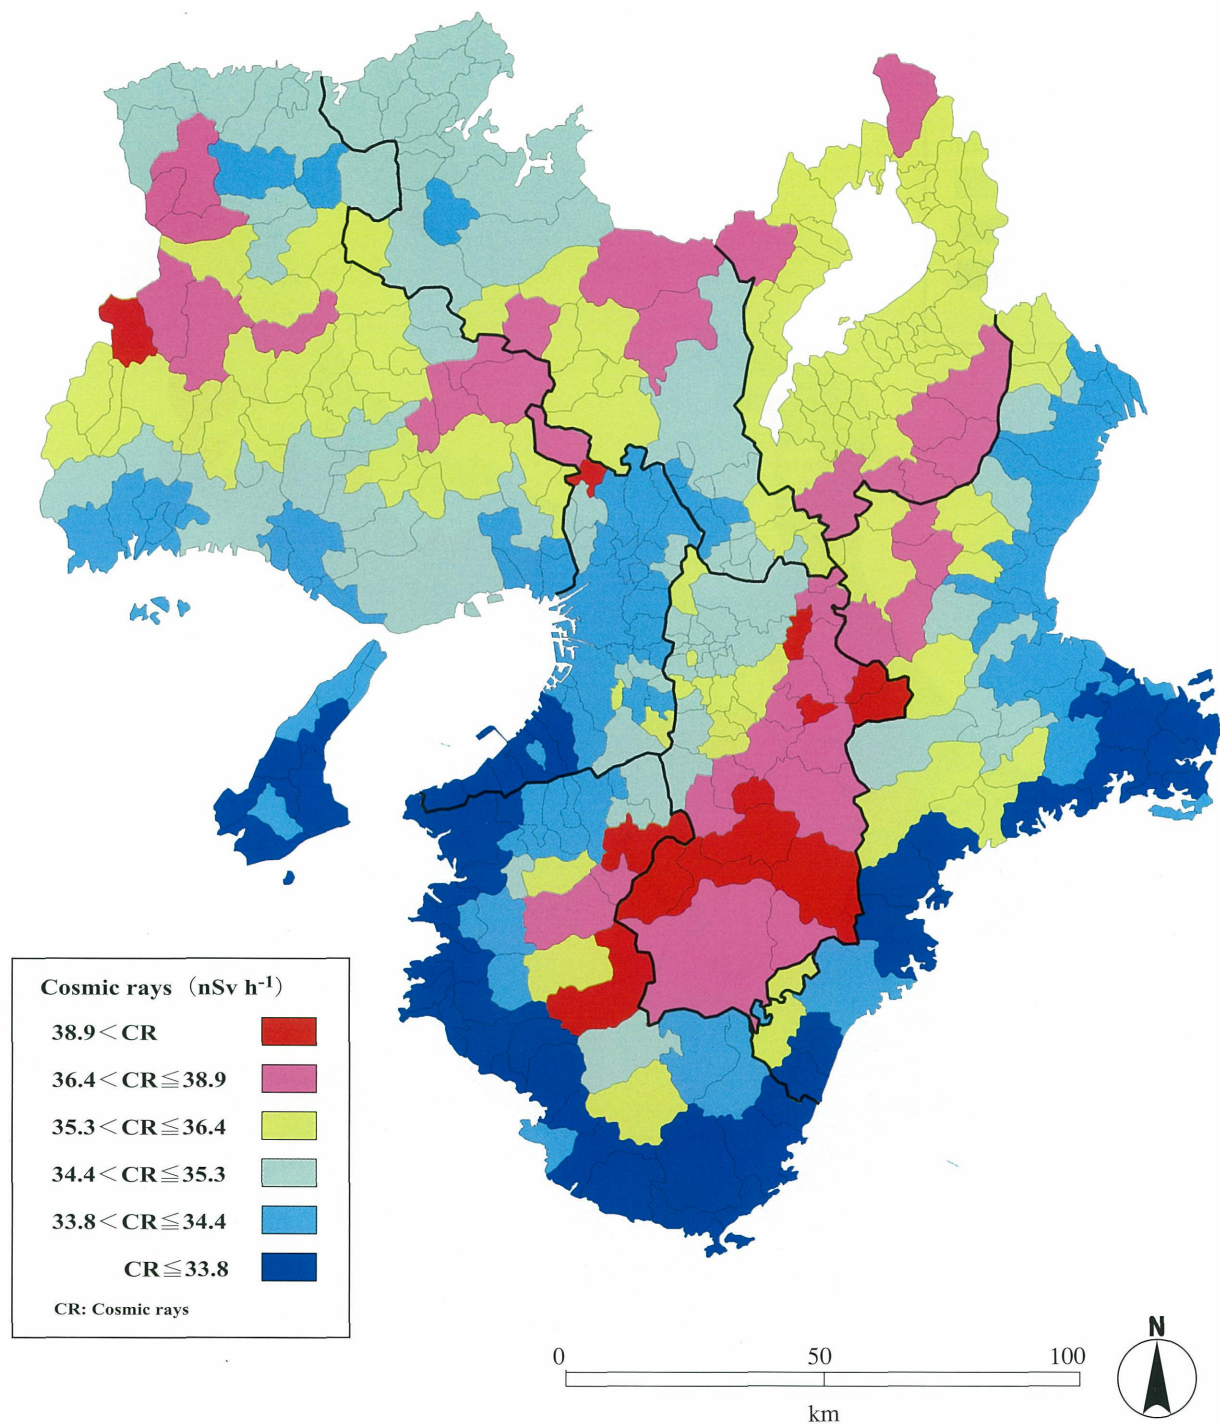 Cosmic rays (nSv h⁻¹)
38.9＜CR
36.4＜CR≦38.9
35.3＜CR≦36.4
34.4＜CR≦35.3
33.8＜CR≦34.4
CR≦33.8
CR: Cosmic rays
N
0 50 100
km